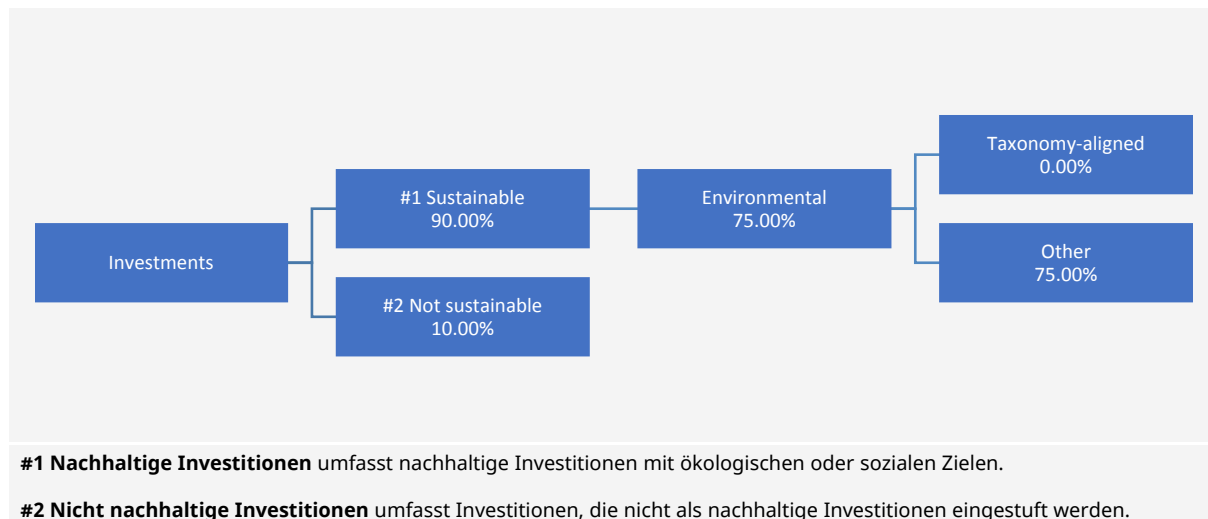 Investments
#1 Sustainable
90.00%
#2 Not sustainable
10.00%
Environmental
75.00%
Taxonomy-aligned
0.00%
Other
75.00%
#1 Nachhaltige Investitionen umfasst nachhaltige Investitionen mit ökologischen oder sozialen Zielen.
#2 Nicht nachhaltige Investitionen umfasst Investitionen, die nicht als nachhaltige Investitionen eingestuft werden.